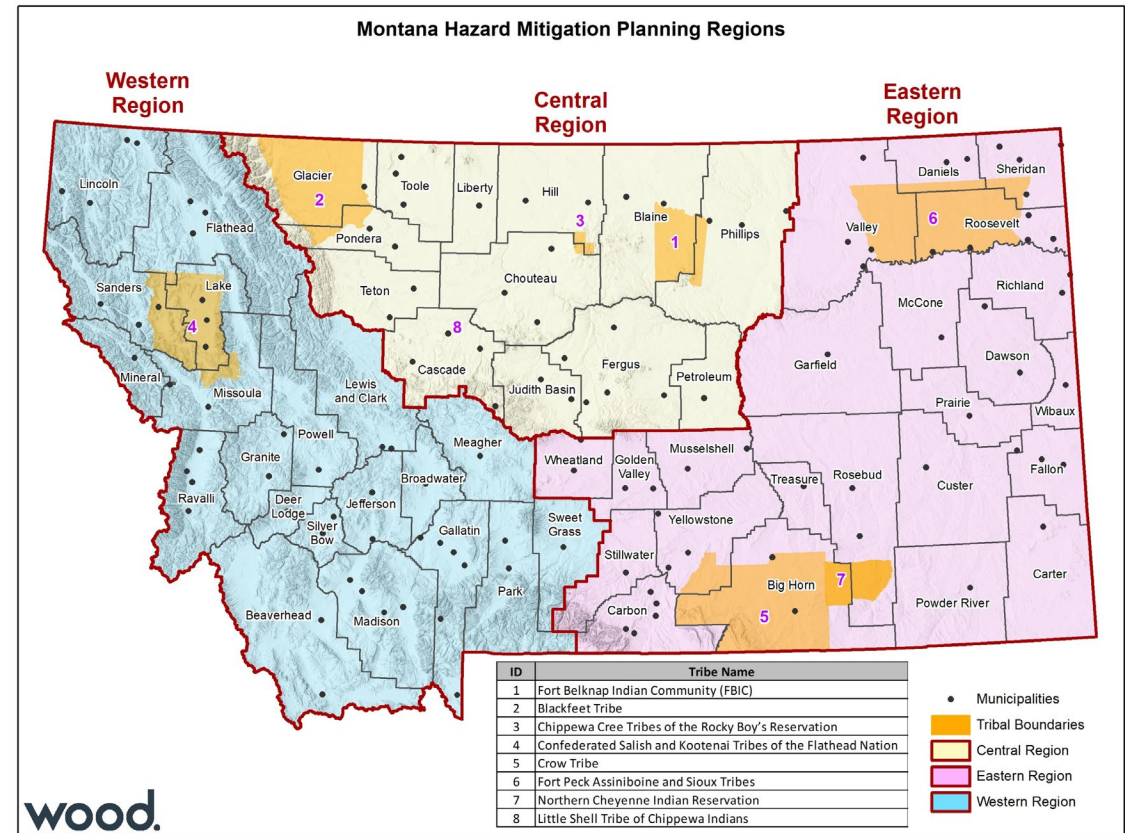 Montana Hazard Mitigation Planning Regions
Western
Region
Central
Region
Eastern
Region
Lincoln
Flathead
Sanders
Lake
4
Mineral
Missoula
Lewis
and Clark
Powell
Granite
Ravalli
Deer
Lodge
Silver
Bow
Jefferson
Broadwater
Meagher
Gallatin
Sweet
Grass
Park
Madison
Beaverhead
Glacier
2
Toole
Liberty
Hill
3
Blaine
1
Phillips
Pondera
Teton
Chouteau
8
Cascade
Judith Basin
Fergus
Petroleum
Daniels
Sheridan
Valley
6
Roosevelt
Richland
McCone
Garfield
Dawson
Prairie
Wibaux
Wheatland
Golden
Valley
Musselshell
Treasure
Rosebud
Custer
Fallon
Yellowstone
Stillwater
Carbon
Big Horn
5
7
Powder River
Carter
ID Tribe Name
1 Fort Belknap Indian Community (FBIC)
2 Blackfeet Tribe
3 Chippewa Cree Tribes of the Rocky Boy's Reservation
4 Confederated Salish and Kootenai Tribes of the Flathead Nation
5 Crow Tribe
6 Fort Peck Assiniboine and Sioux Tribes
7 Northern Cheyenne Indian Reservation
8 Little Shell Tribe of Chippewa Indians
Municipalities
Tribal Boundaries
Central Region
Eastern Region
Western Region
wood.